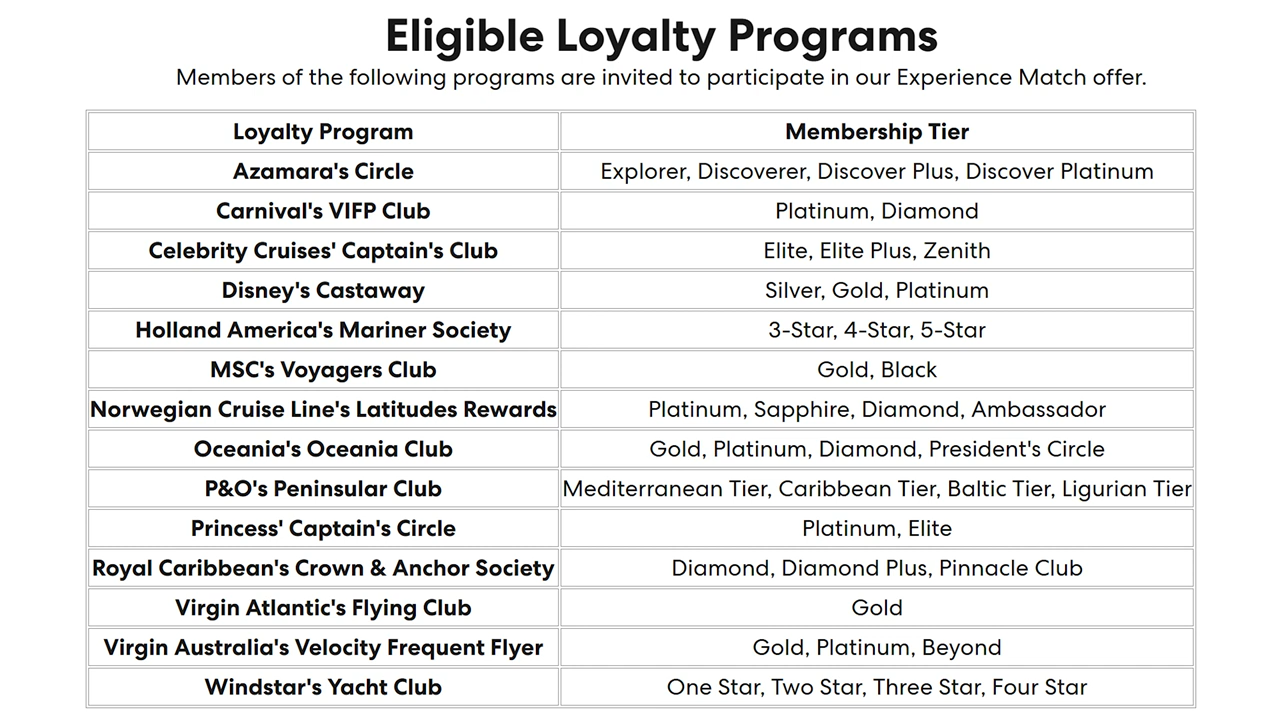 Eligible Loyalty Programs
Members of the following programs are invited to participate in our Experience Match offer.
Loyalty Program Membership Tier
Azamara's Circle Explorer, Discoverer, Discover Plus, Discover Platinum
Carnival's VIFP Club Platinum, Diamond
Celebrity Cruises' Captain's Club Elite, Elite Plus, Zenith
Disney's Castaway Silver, Gold, Platinum
Holland America's Mariner Society 3-Star, 4-Star, 5-Star
MSC's Voyagers Club Gold, Black
Norwegian Cruise Line's Latitudes Rewards Platinum, Sapphire, Diamond, Ambassador
Oceania's Oceania Club Gold, Platinum, Diamond, President's Circle
P&O's Peninsular Club Mediterranean Tier, Caribbean Tier, Baltic Tier, Ligurian Tier
Princess' Captain's Circle Platinum, Elite
Royal Caribbean's Crown & Anchor Society Diamond, Diamond Plus, Pinnacle Club
Virgin Atlantic's Flying Club Gold
Virgin Australia's Velocity Frequent Flyer Gold, Platinum, Beyond
Windstar's Yacht Club One Star, Two Star, Three Star, Four Star